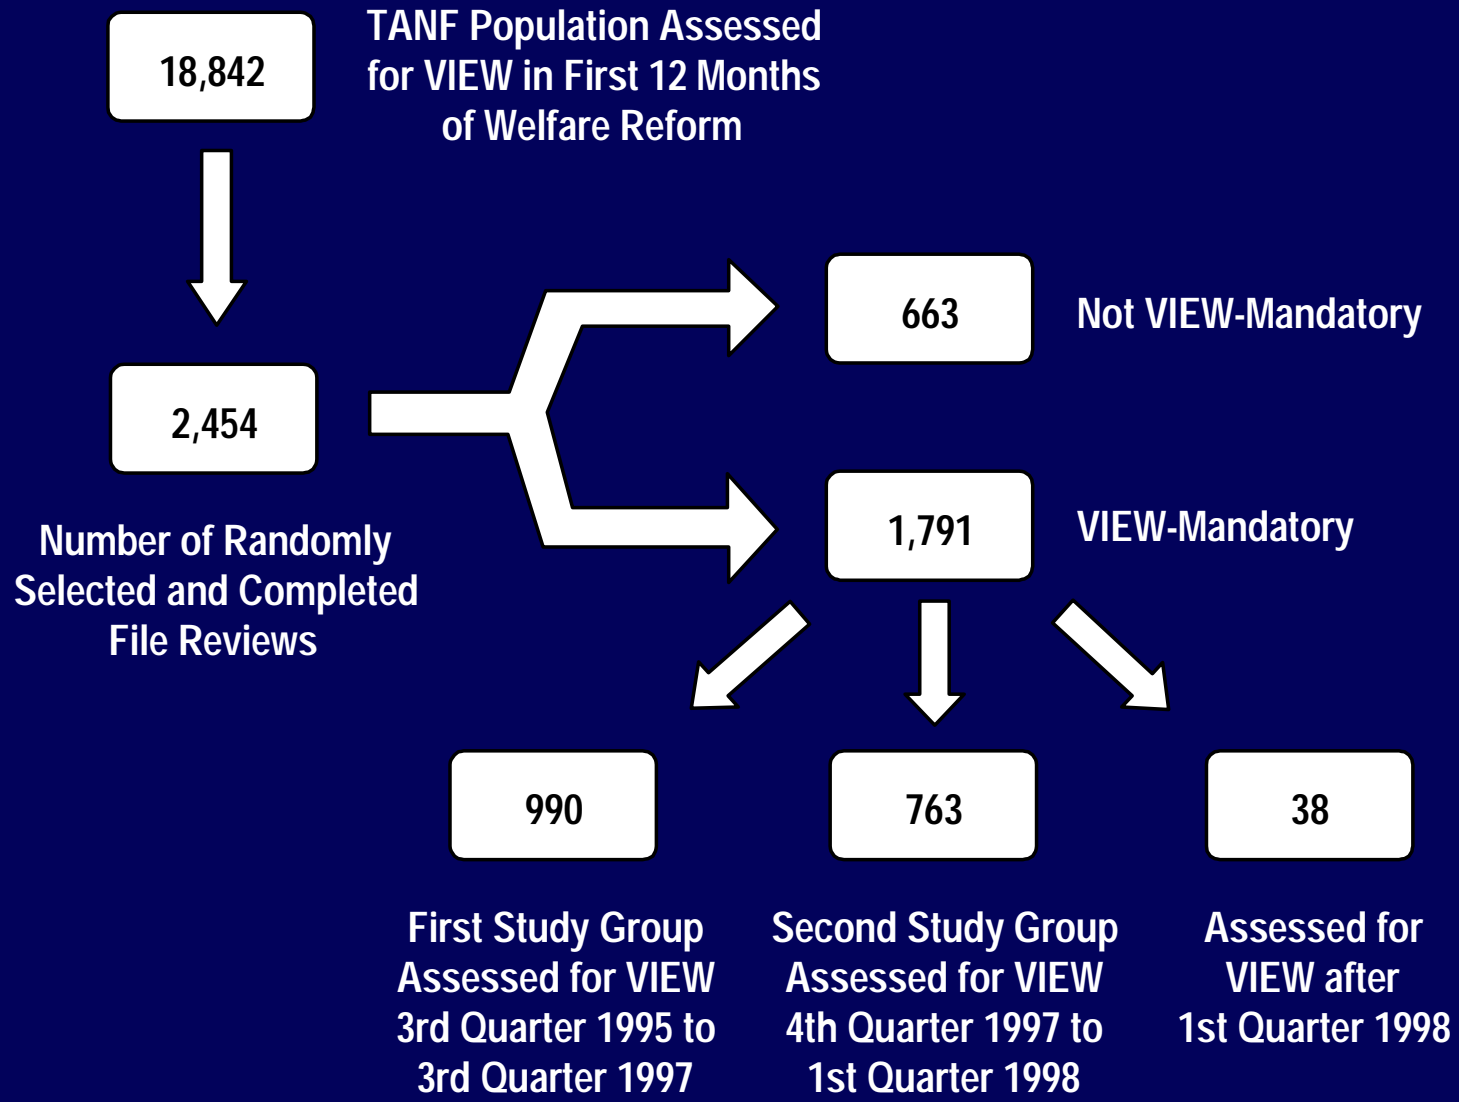 18,842
TANF Population Assessed
for VIEW in First 12 Months
of Welfare Reform
2,454
Number of Randomly
Selected and Completed
File Reviews
663
Not VIEW-Mandatory
1,791
VIEW-Mandatory
990
First Study Group
Assessed for VIEW
3rd Quarter 1995 to
3rd Quarter 1997
763
Second Study Group
Assessed for VIEW
4th Quarter 1997 to
1st Quarter 1998
38
Assessed for
VIEW after
1st Quarter 1998